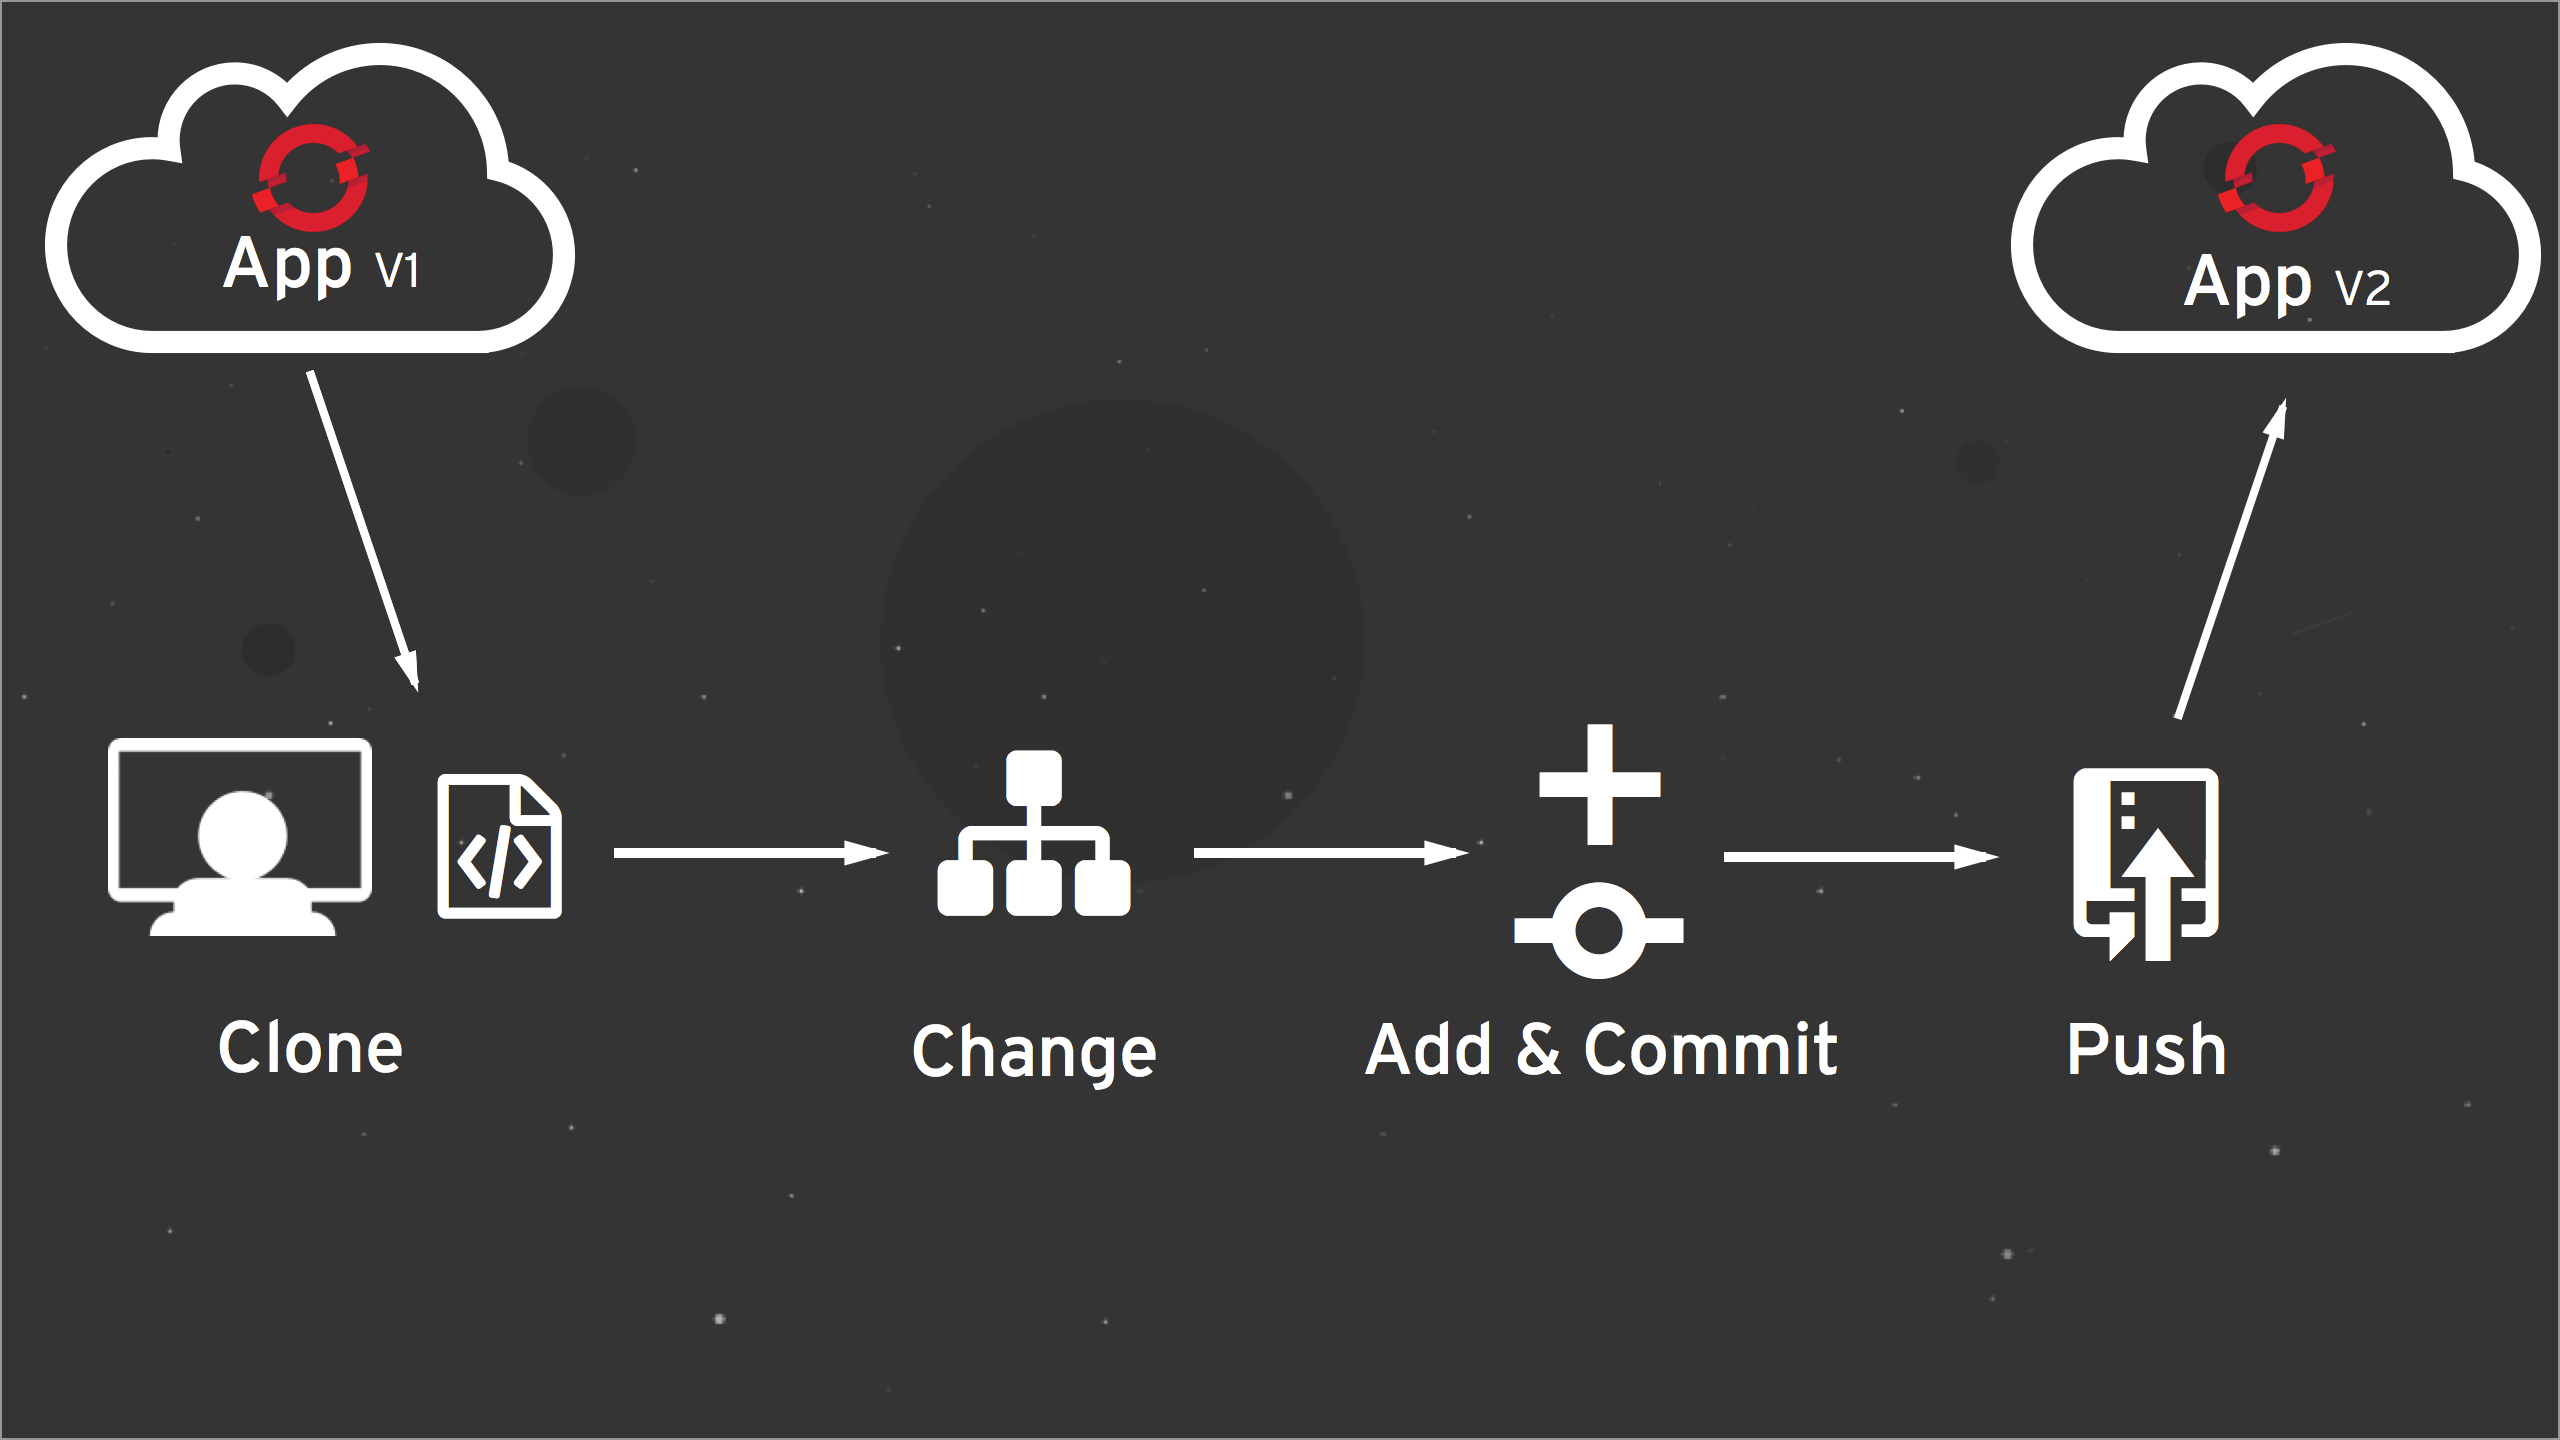 App V1
App V2
</>
Clone
Change
Add & Commit
Push